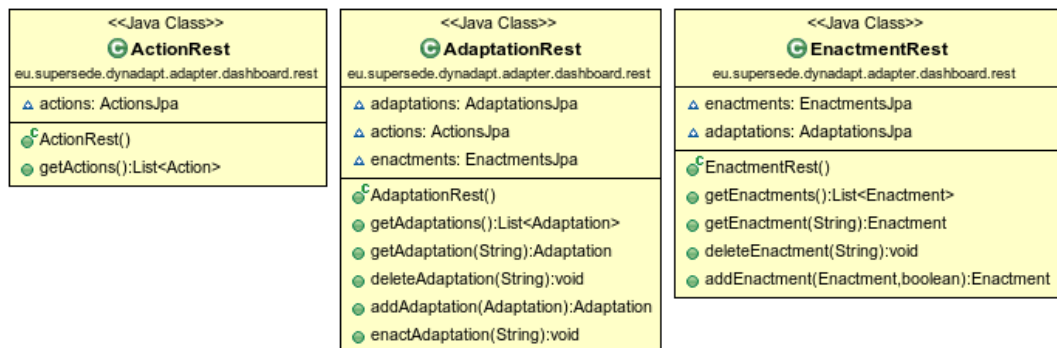 <<Java Class>>
ActionRest
eu.supersede.dynadapt.adapter.dashboard.rest
actions: ActionsJpa
ActionRest()
getActions():List<Action>
<<Java Class>>
AdaptationRest
eu.supersede.dynadapt.adapter.dashboard.rest
adaptations: AdaptationsJpa
actions: ActionsJpa
enactments: EnactmentsJpa
AdaptationRest()
getAdaptations():List<Adaptation>
getAdaptation(String):Adaptation
deleteAdaptation(String):void
addAdaptation(Adaptation):Adaptation
enactAdaptation(String):void
<<Java Class>>
EnactmentRest
eu.supersede.dynadapt.adapter.dashboard.rest
enactments: EnactmentsJpa
adaptations: AdaptationsJpa
EnactmentRest()
getEnactments():List<Enactment>
getEnactment(String):Enactment
deleteEnactment(String):void
addEnactment(Enactment,boolean):Enactment